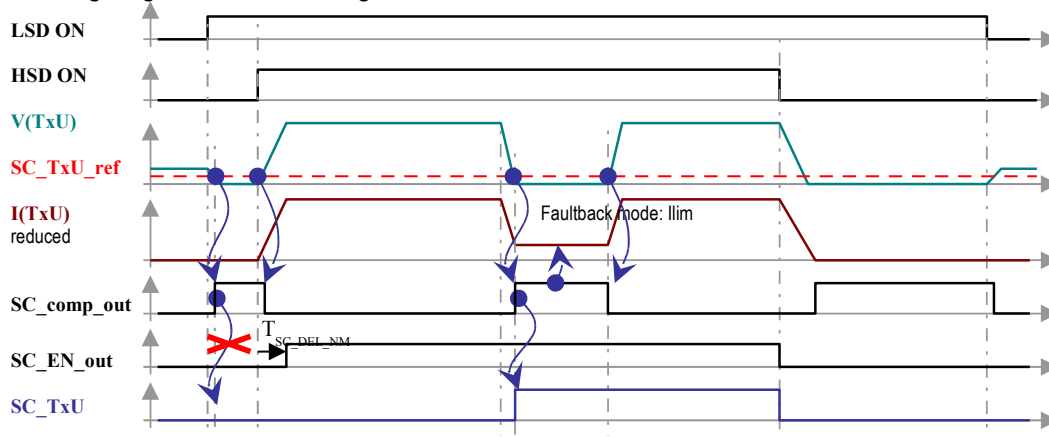 LSD ON
HSD ON
V(TxU)
SC_TxU_ref
I(TxU)
reduced
Faultback mode: Ilim
SC_comp_out
T
SC_DEL_NM
SC_EN_out
SC_TxU